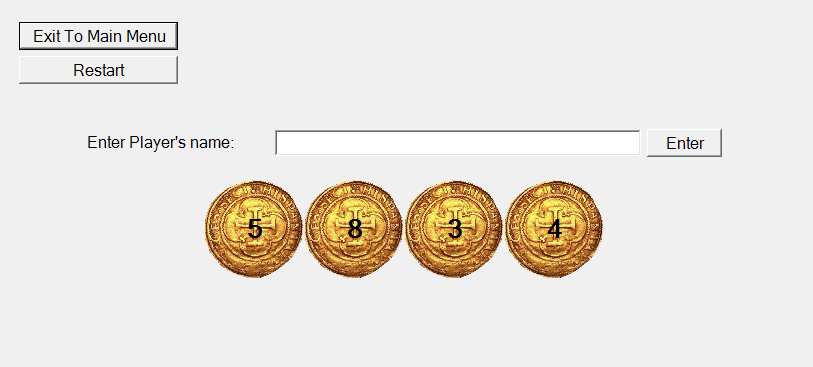 Exit To Main Menu
Restart
Enter Player's name:
Enter
5
8
3
4